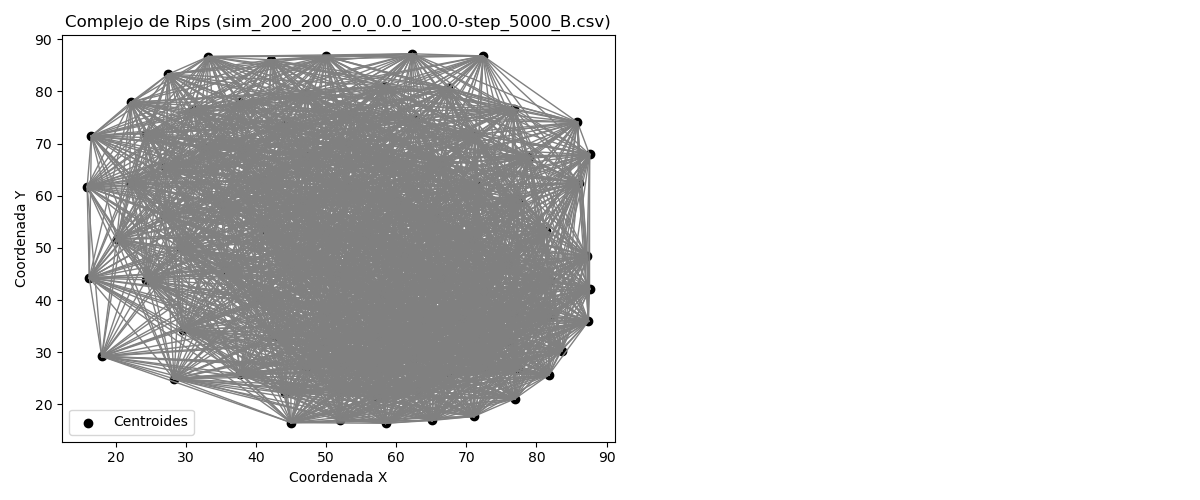 Complejo de Rips (sim_200_200_0.0_0.0_100.0-step_5000_B.csv)
90
80
70
60
50
40
30
20
Coordenada Y
Centroides
20 30 40 50 60 70 80 90
Coordenada X